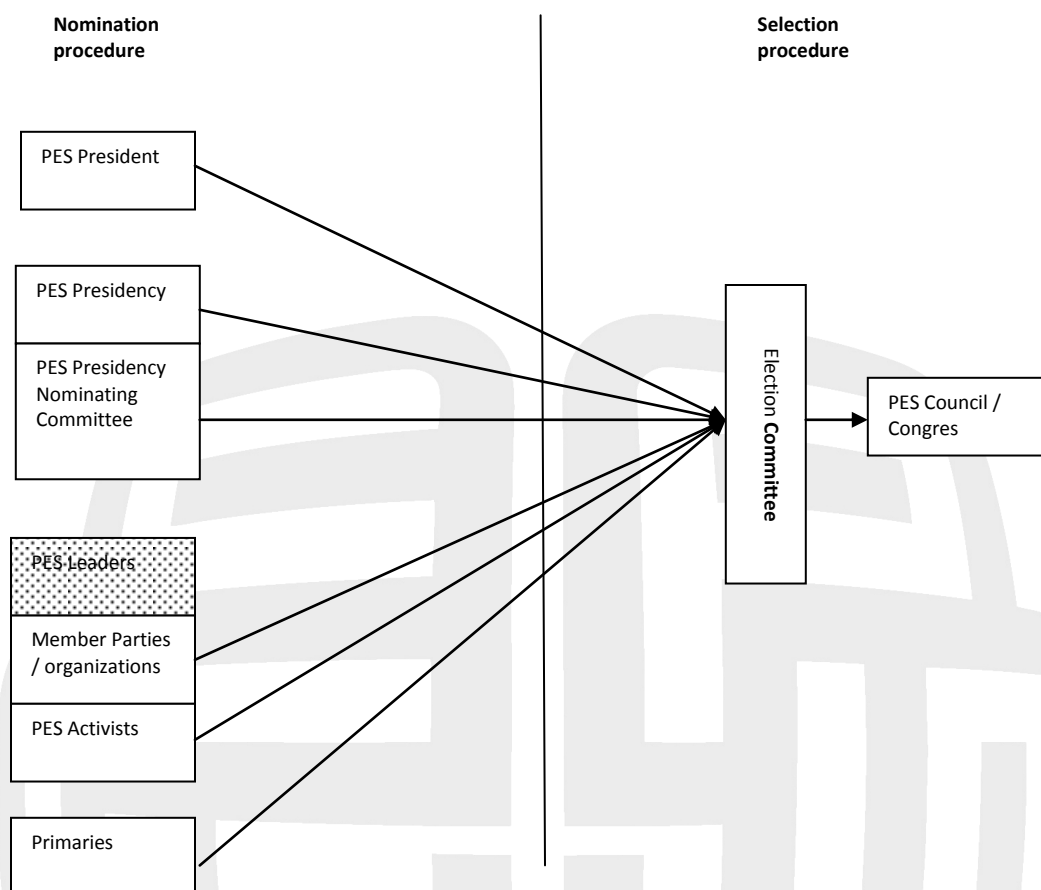 Nomination
procedure
Selection
procedure
PES President
PES Presidency
PES Presidency
Nominating
Committee
PES Leaders
Member Parties
/ organizations
PES Activists
Primaries
Election Committee
PES Council /
Congres